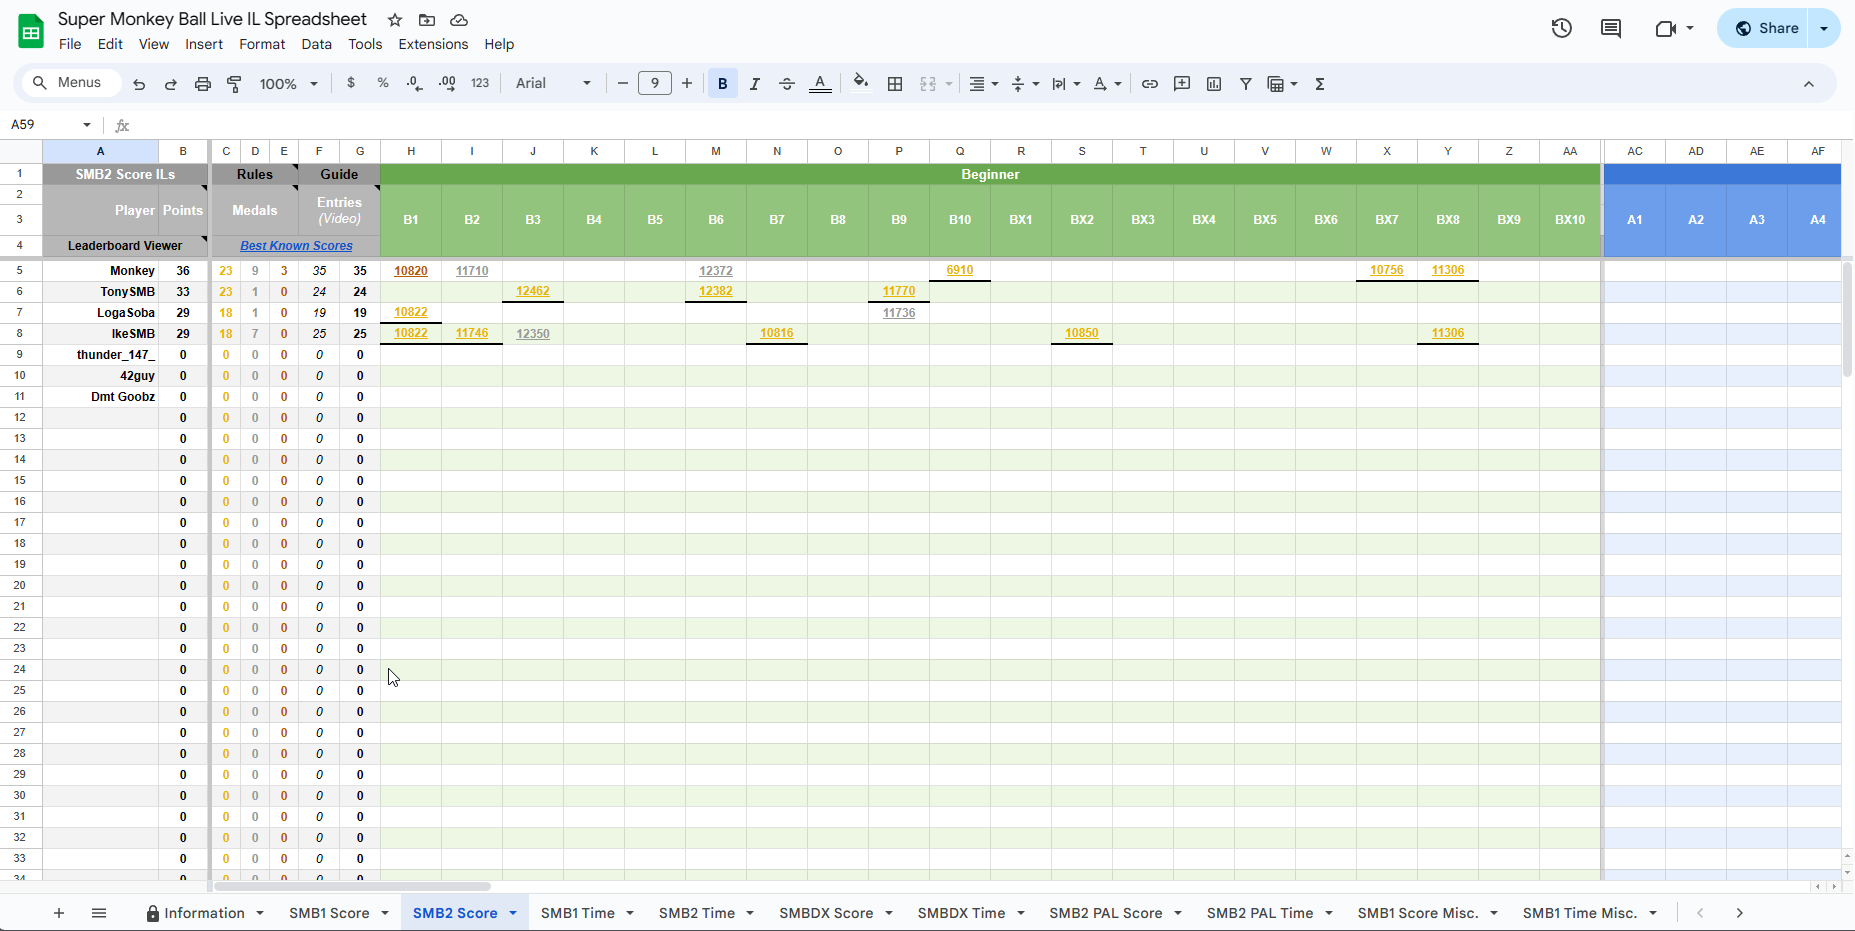 Super Monkey Ball Live IL Spreadsheet
File Edit View Insert Format Data Tools Extensions Help
Share
Menus 100% $ % .0 .00 123 Arial 9 B I A Σ
A59 fx
A B C D E F G H I J K L M N O P Q R S T U V W X Y Z AA AC AD AE AF
1 SMB2 Score ILs Rules Guide Beginner
2 Player Points Medals Entries
(Video)
3 B1 B2 B3 B4 B5 B6 B7 B8 B9 B10 BX1 BX2 BX3 BX4 BX5 BX6 BX7 BX8 BX9 BX10 A1 A2 A3 A4
4 Leaderboard Viewer Best Known Scores
5 Monkey 36 23 9 3 35 35 10820 11710 12372 6910 10756 11306
6 TonySMB 33 23 1 0 24 24 12462 12382 11770
7 LogaSoba 29 18 1 0 19 19 10822 11736
8 IkeSMB 29 18 7 0 25 25 10822 11746 12350 10816 10850 11306
9 thunder_147_ 0 0 0 0 0 0
10 42guy 0 0 0 0 0 0
11 Dmt Goobz 0 0 0 0 0 0
12 0 0 0 0 0 0
13 0 0 0 0 0 0
14 0 0 0 0 0 0
15 0 0 0 0 0 0
16 0 0 0 0 0 0
17 0 0 0 0 0 0
18 0 0 0 0 0 0
19 0 0 0 0 0 0
20 0 0 0 0 0 0
21 0 0 0 0 0 0
22 0 0 0 0 0 0
23 0 0 0 0 0 0
24 0 0 0 0 0 0
25 0 0 0 0 0 0
26 0 0 0 0 0 0
27 0 0 0 0 0 0
28 0 0 0 0 0 0
29 0 0 0 0 0 0
30 0 0 0 0 0 0
31 0 0 0 0 0 0
32 0 0 0 0 0 0
33 0 0 0 0 0 0
34 0 0 0 0 0 0
Information SMB1 Score SMB2 Score SMB1 Time SMB2 Time SMBDX Score SMBDX Time SMB2 PAL Score SMB2 PAL Time SMB1 Score Misc. SMB1 Time Misc.